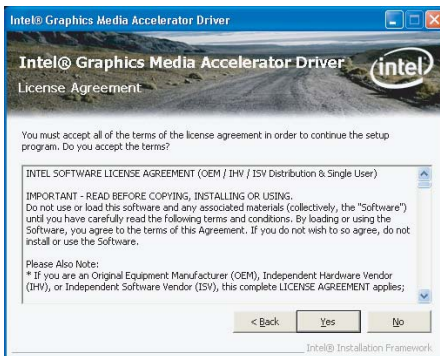 Intel® Graphics Media Accelerator Driver
Intel® Graphics Media Accelerator Driver
intel
License Agreement
You must accept all of the terms of the license agreement in order to continue the setup
program. Do you accept the terms?
INTEL SOFTWARE LICENSE AGREEMENT (OEM / IHV / ISV Distribution & Single User)
IMPORTANT - READ BEFORE COPYING, INSTALLING OR USING.
Do not use or load this software and any associated materials (collectively, the "Software")
until you have carefully read the following terms and conditions. By loading or using the
Software, you agree to the terms of this Agreement. If you do not wish to so agree, do not
install or use the Software.
Please Also Note:
* If you are an Original Equipment Manufacturer (OEM), Independent Hardware Vendor
(IHV), or Independent Software Vendor (ISV), this complete LICENSE AGREEMENT applies;
< Back Yes No
Intel® Installation Framework